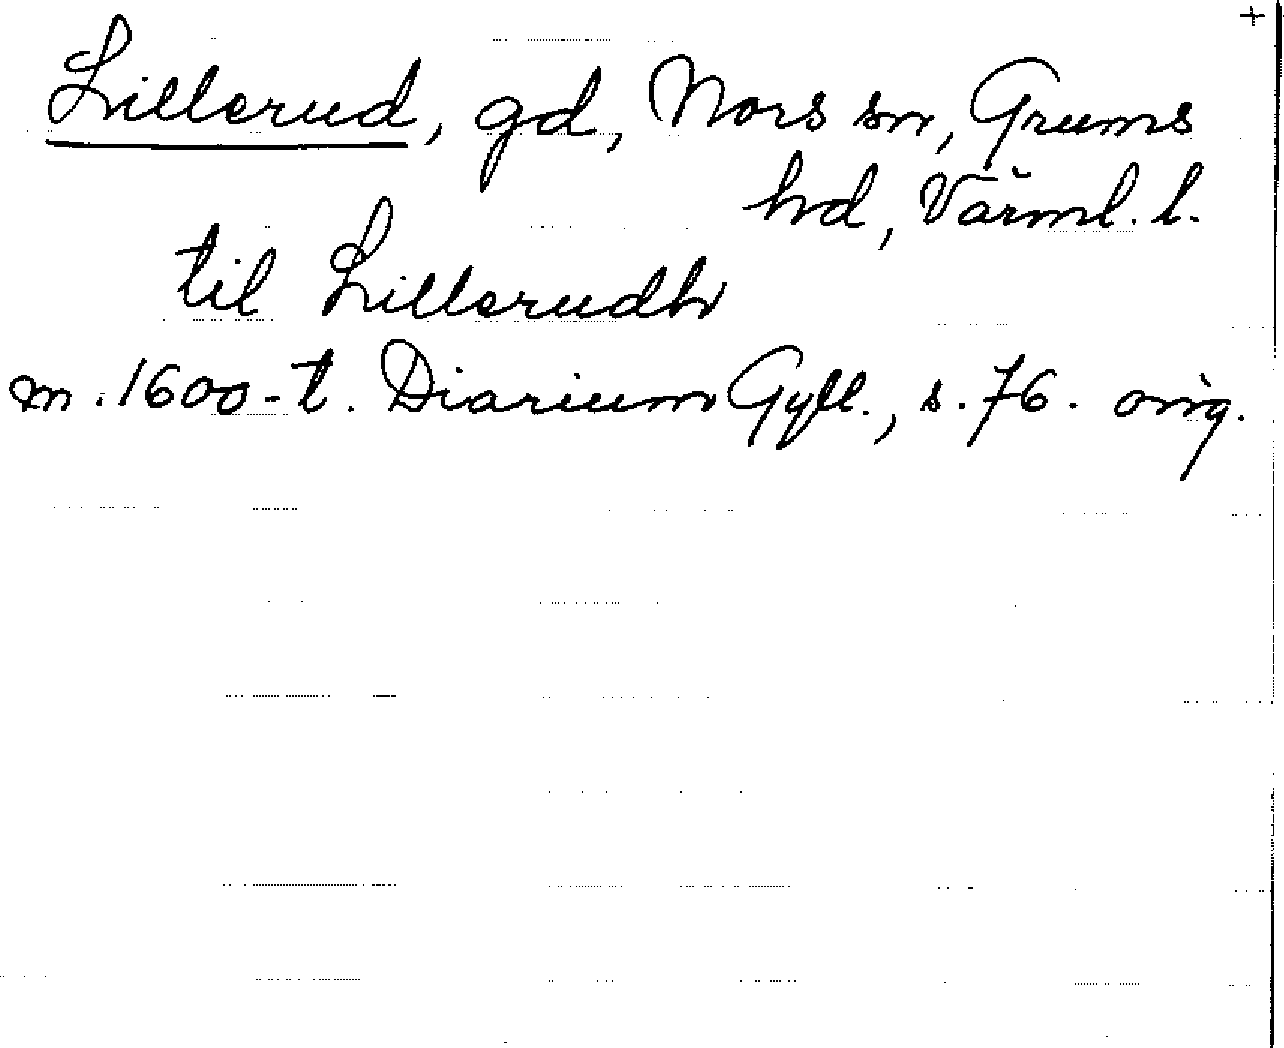 +
Lillerud, gd, Nors sn, Grums
hd, Värml. l.
til Lillerudh
m. 1600-t. Diarium Gyll., s. 76. orig.